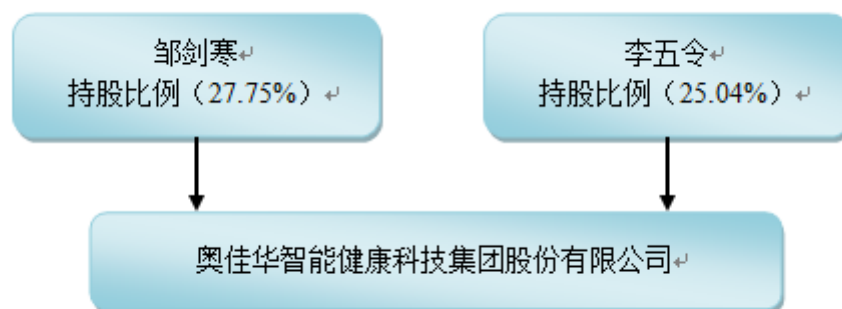 邹剑寒↵
持股比例（27.75%）↵
李五令↵
持股比例（25.04%）↵
奥佳华智能健康科技集团股份有限公司↵